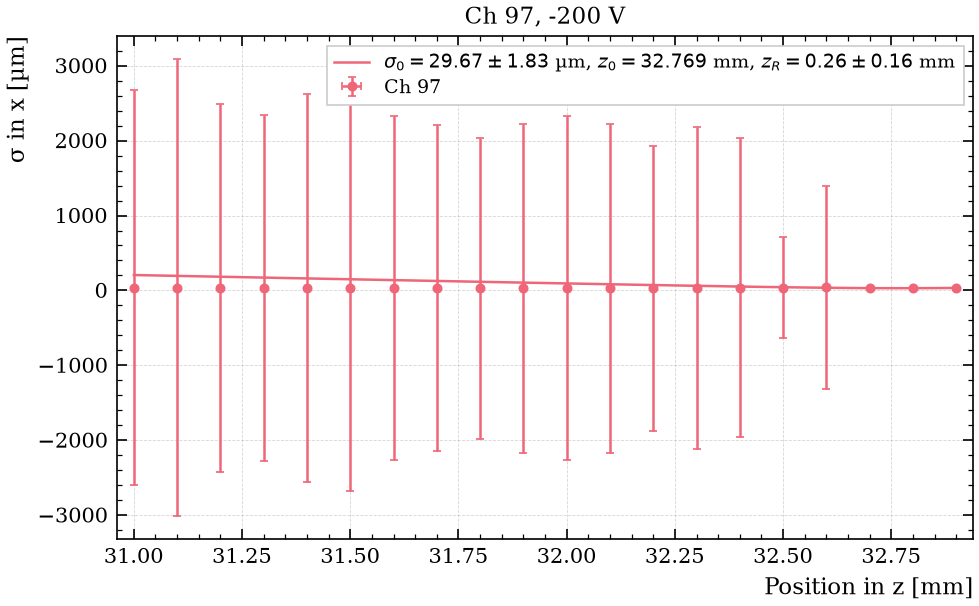 Ch 97, -200 V
σ in x [µm]
σ₀ = 29.67 ± 1.83 µm, z₀ = 32.769 mm, z_R = 0.26 ± 0.16 mm
Ch 97
3000
2000
1000
0
−1000
−2000
−3000
31.00 31.25 31.50 31.75 32.00 32.25 32.50 32.75
Position in z [mm]